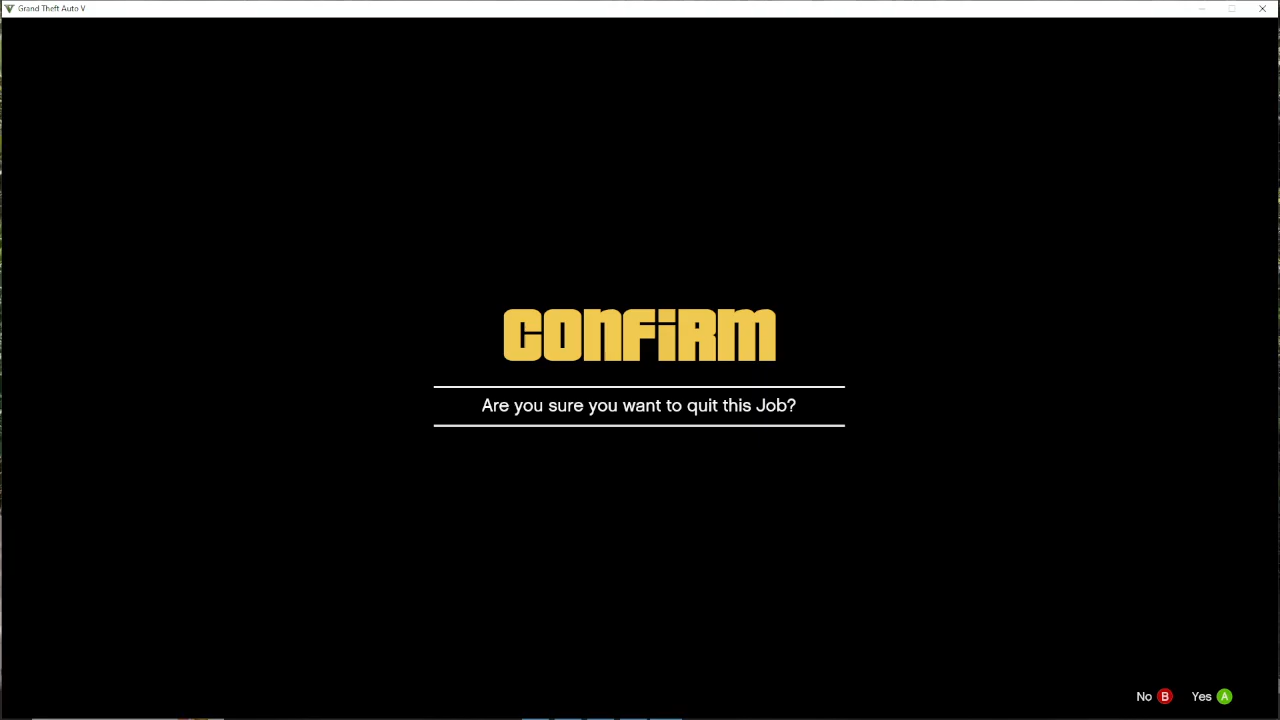 Grand Theft Auto V
CONFIRM
Are you sure you want to quit this Job?
No B Yes A